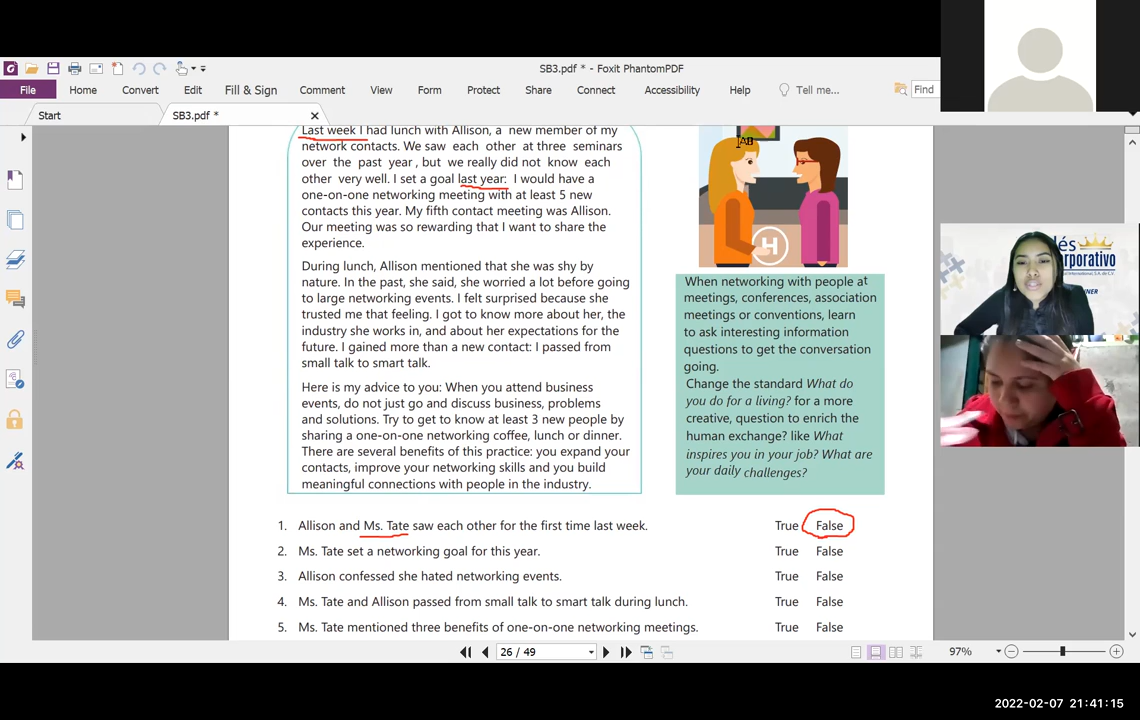 SB3.pdf * - Foxit PhantomPDF
File Home Convert Edit Fill & Sign Comment View Form Protect Share Connect Accessibility Help Tell me... Find
Start SB3.pdf *
Last week I had lunch with Allison, a new member of my
network contacts. We saw each other at three seminars
over the past year, but we really did not know each
other very well. I set a goal last year: I would have a
one-on-one networking meeting with at least 5 new
contacts this year. My fifth contact meeting was Allison.
Our meeting was so rewarding that I want to share the
experience.
During lunch, Allison mentioned that she was shy by
nature. In the past, she said, she worried a lot before going
to large networking events. I felt surprised because she
trusted me that feeling. I got to know more about her, the
industry she works in, and about her expectations for the
future. I gained more than a new contact: I passed from
small talk to smart talk.
Here is my advice to you: When you attend business
events, do not just go and discuss business, problems
and solutions. Try to get to know at least 3 new people by
sharing a one-on-one networking coffee, lunch or dinner.
There are several benefits of this practice: you expand your
contacts, improve your networking skills and you build
meaningful connections with people in the industry.
H
When networking with people at
meetings, conferences, association
meetings or conventions, learn
to ask interesting information
questions to get the conversation
going.
Change the standard What do
you do for a living? for a more
creative, question to enrich the
human exchange? like What
inspires you in your job? What are
your daily challenges?
1. Allison and Ms. Tate saw each other for the first time last week. True False
2. Ms. Tate set a networking goal for this year. True False
3. Allison confessed she hated networking events. True False
4. Ms. Tate and Allison passed from small talk to smart talk during lunch. True False
5. Ms. Tate mentioned three benefits of one-on-one networking meetings. True False
26 / 49
97%
2022-02-07 21:41:15